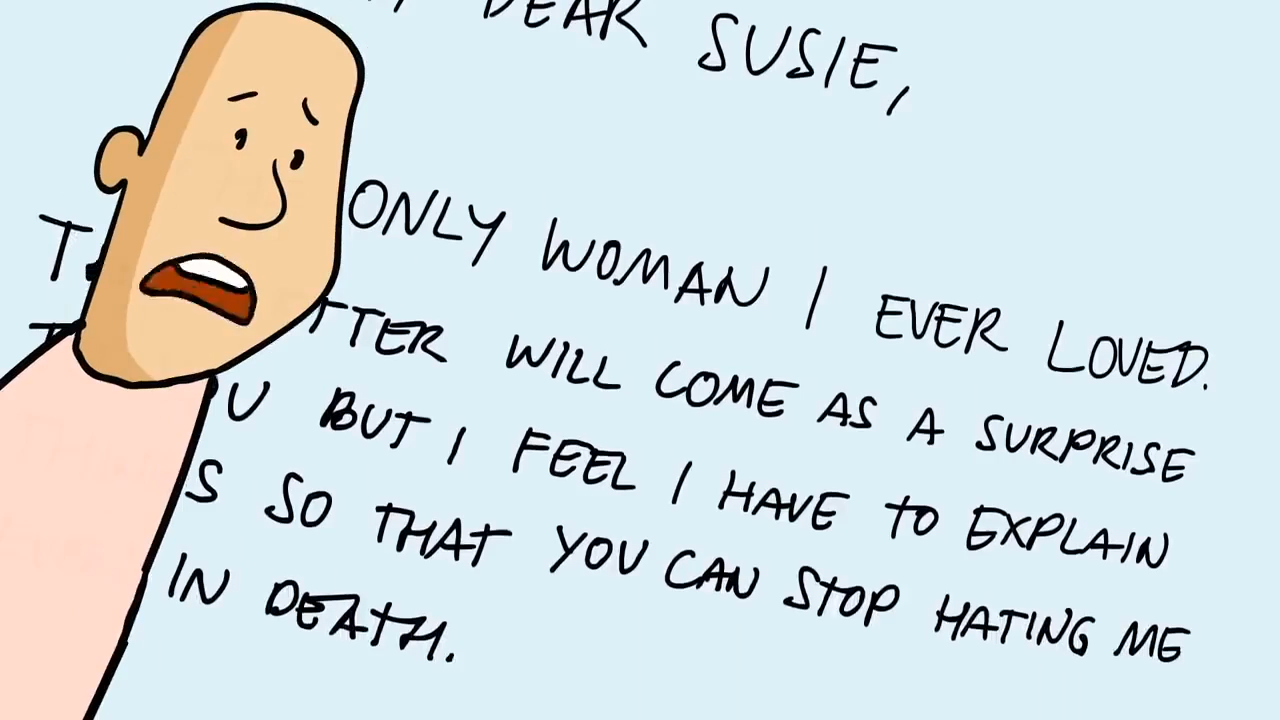 DEAR SUSIE,
ONLY WOMAN I EVER LOVED.
WILL COME AS A SURPRISE
BUT I FEEL I HAVE TO EXPLAIN
SO THAT YOU CAN STOP HATING ME
IN DEATH.